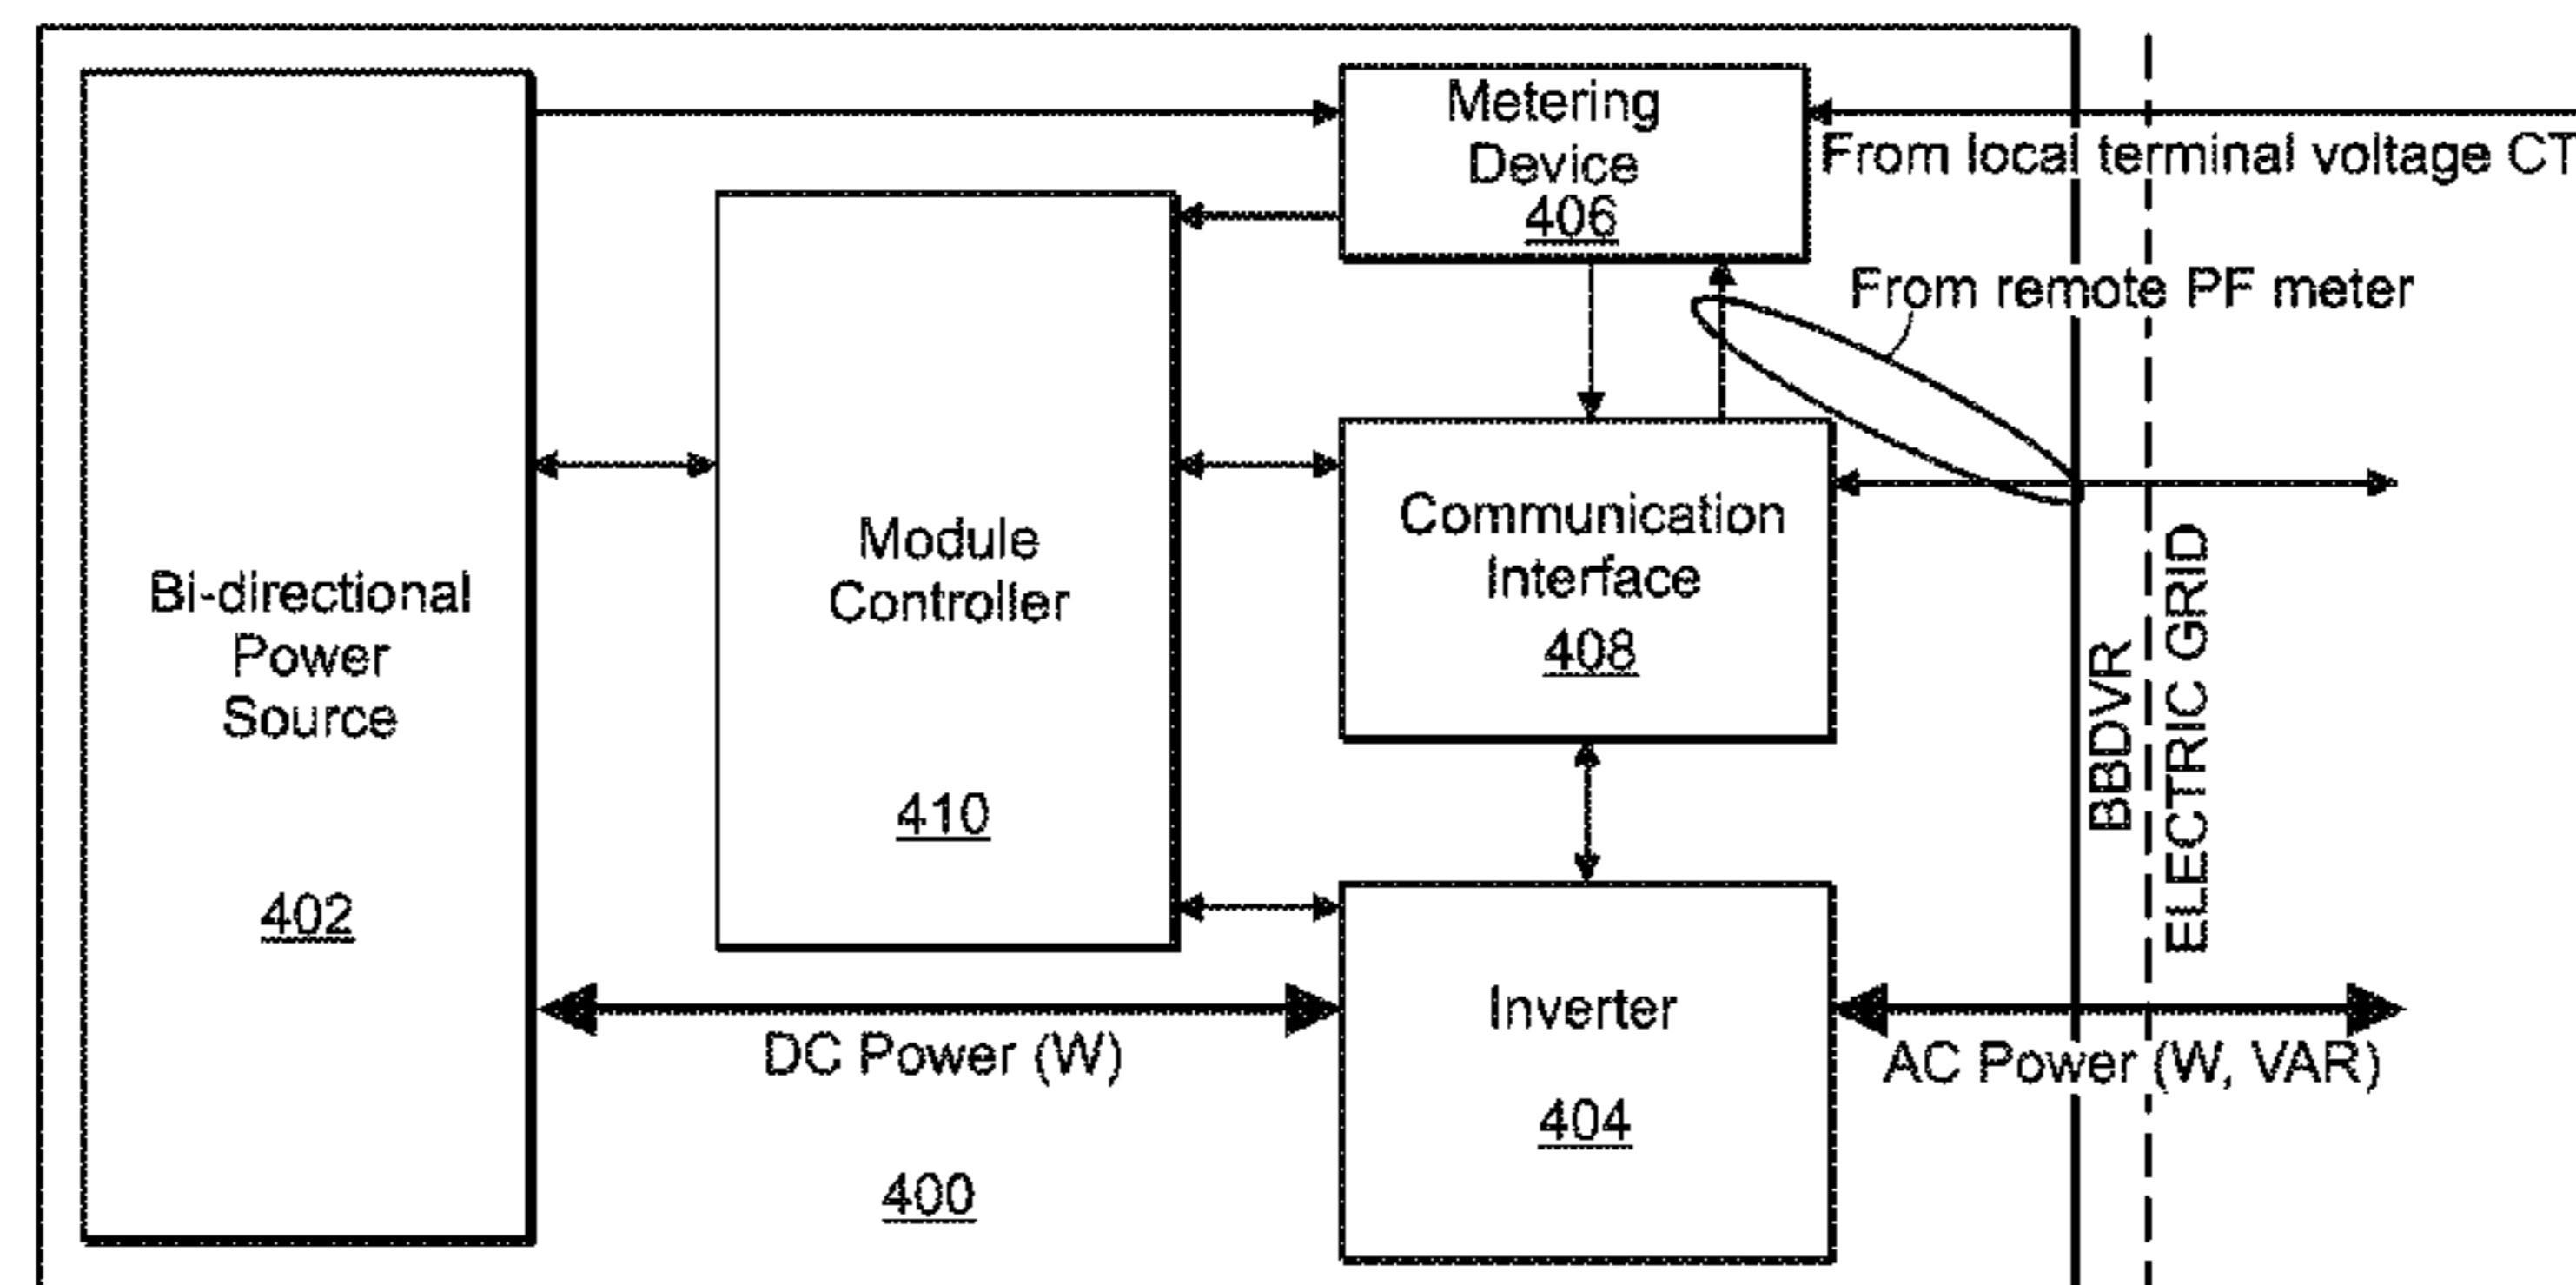 Metering
Device
406
From local terminal voltage CT
From remote PF meter
Bi-directional
Power
Source
402
Module
Controller
410
Communication
Interface
408
BBDVR
ELECTRIC GRID
DC Power (W)
Inverter
404
AC Power (W, VAR)
400